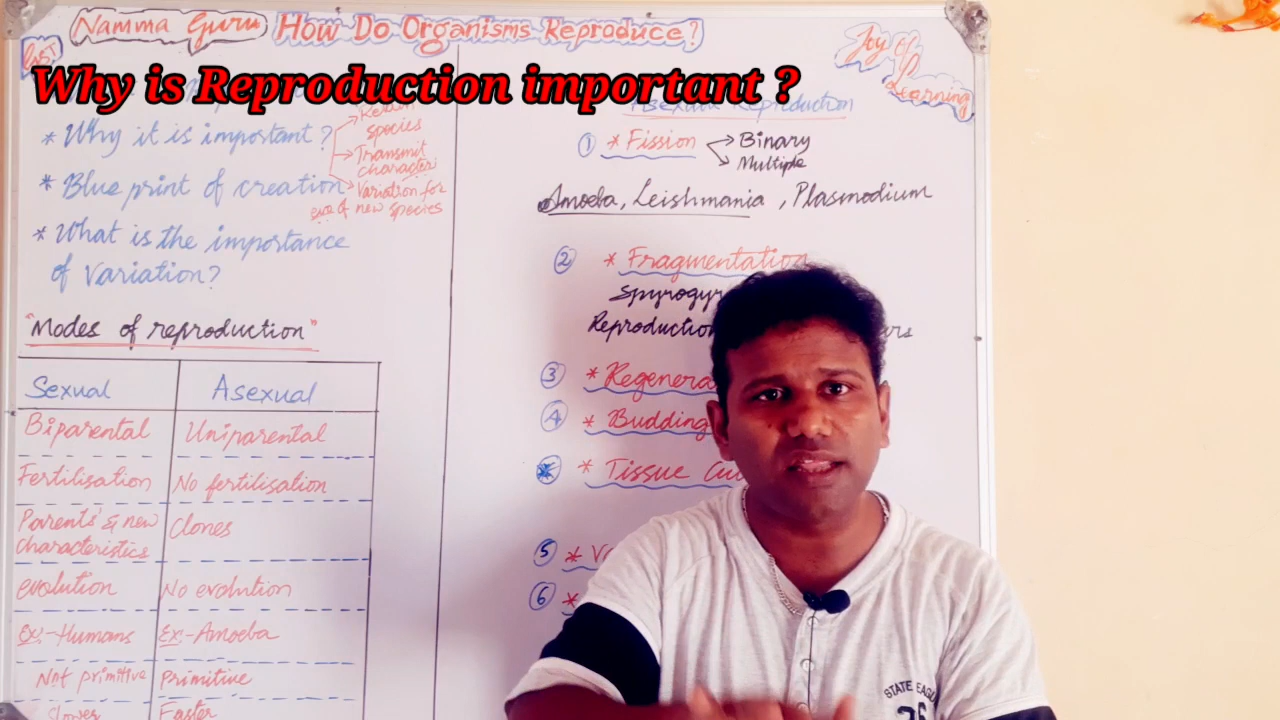 Namma Guru How Do Organisms Reproduce?
Joy of
Learning
Why is Reproduction important ?
* Why it is important?
species
Transmit
character
* Blue print of creation
Variation for
of new species
* What is the importance
of variation?
"Modes of reproduction"
Sexual Asexual
Biparental Uniparental
Fertilisation No fertilisation
Parents' & new Clones
characteristics
evolution No evolution
Ex:-Humans Ex:-Amoeba
Not primitive Primitive
Slower Faster
Asexual Reproduction
1 * Fission Binary
Multiple
Amoeba, Leishmania, Plasmodium
2 * Fragmentation
Spyrogyr
Reproduction
3 * Regenera
4 * Budding
* Tissue Cu
5 * V
6 *
STATE